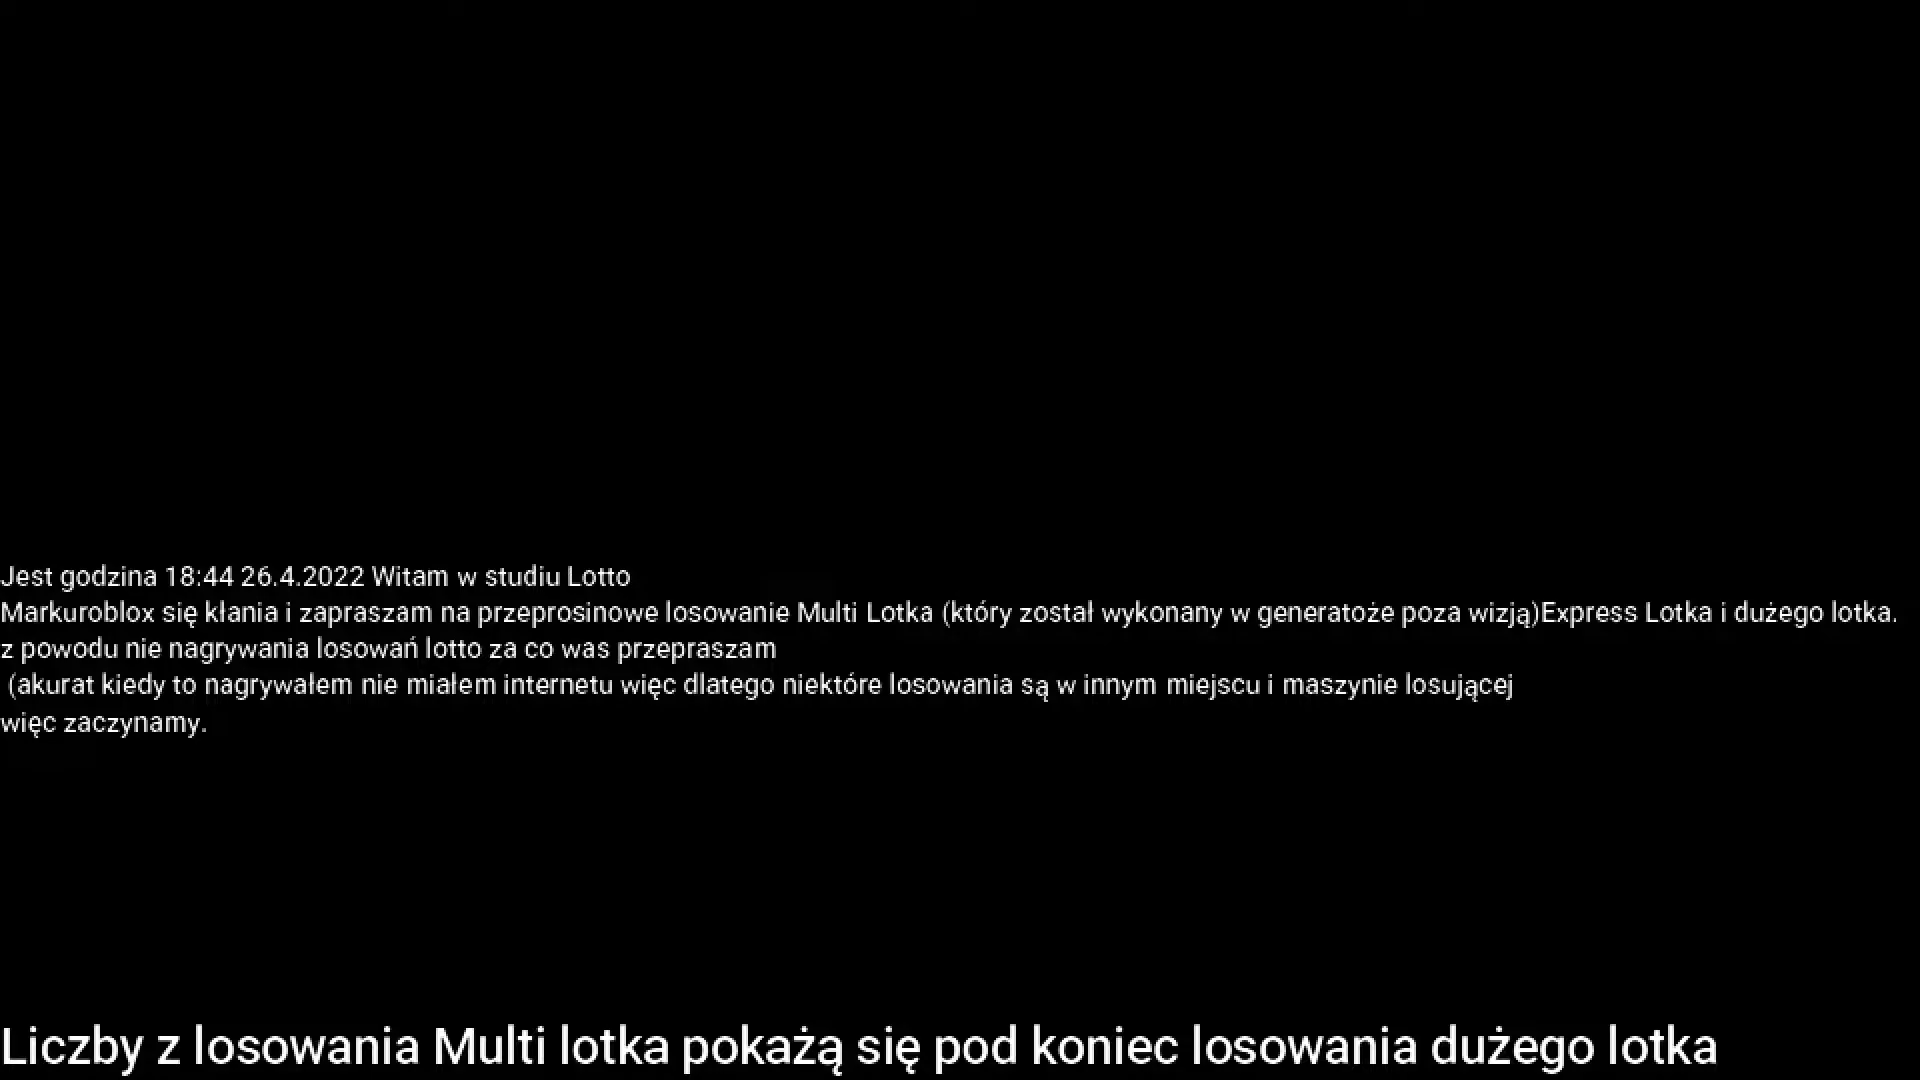 Jest godzina 18:44 26.4.2022 Witam w studiu Lotto
Markuroblox się kłania i zapraszam na przeprosinowe losowanie Multi Lotka (który został wykonany w generatoże poza wizją)Express Lotka i dużego lotka.
z powodu nie nagrywania losowań lotto za co was przepraszam
(akurat kiedy to nagrywałem nie miałem internetu więc dlatego niektóre losowania są w innym miejscu i maszynie losującej
więc zaczynamy.
Liczby z losowania Multi lotka pokażą się pod koniec losowania dużego lotka